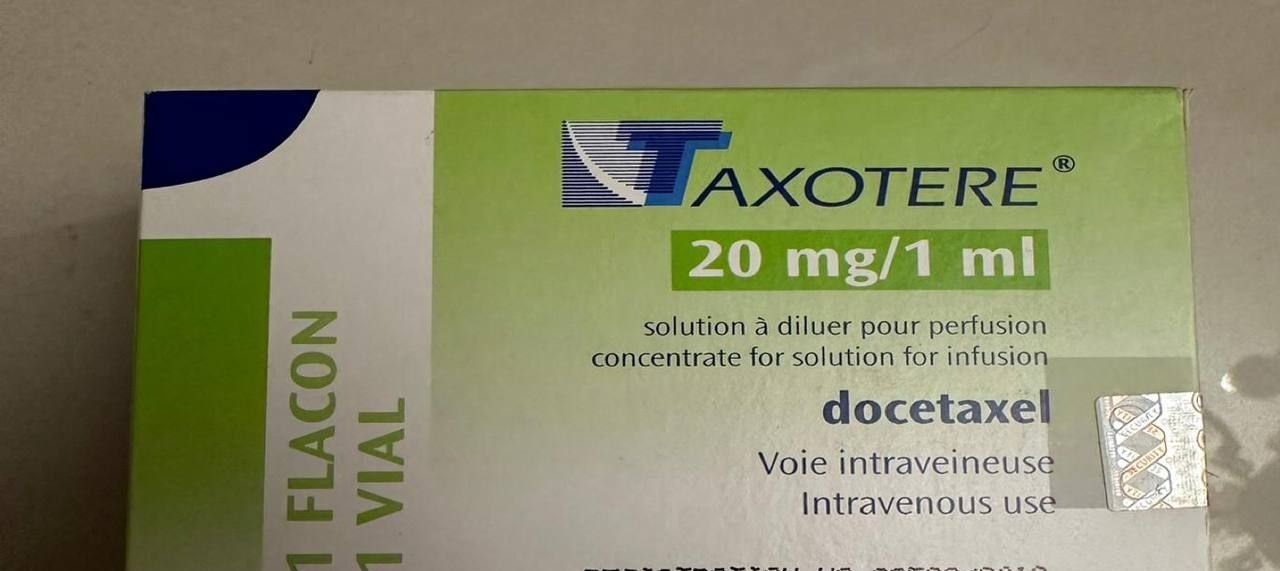 TAXOTERE®
20 mg/1 ml
solution à diluer pour perfusion
concentrate for solution for infusion
docetaxel
Voie intraveineuse
Intravenous use
1 FLACON
1 VIAL
SECURITY